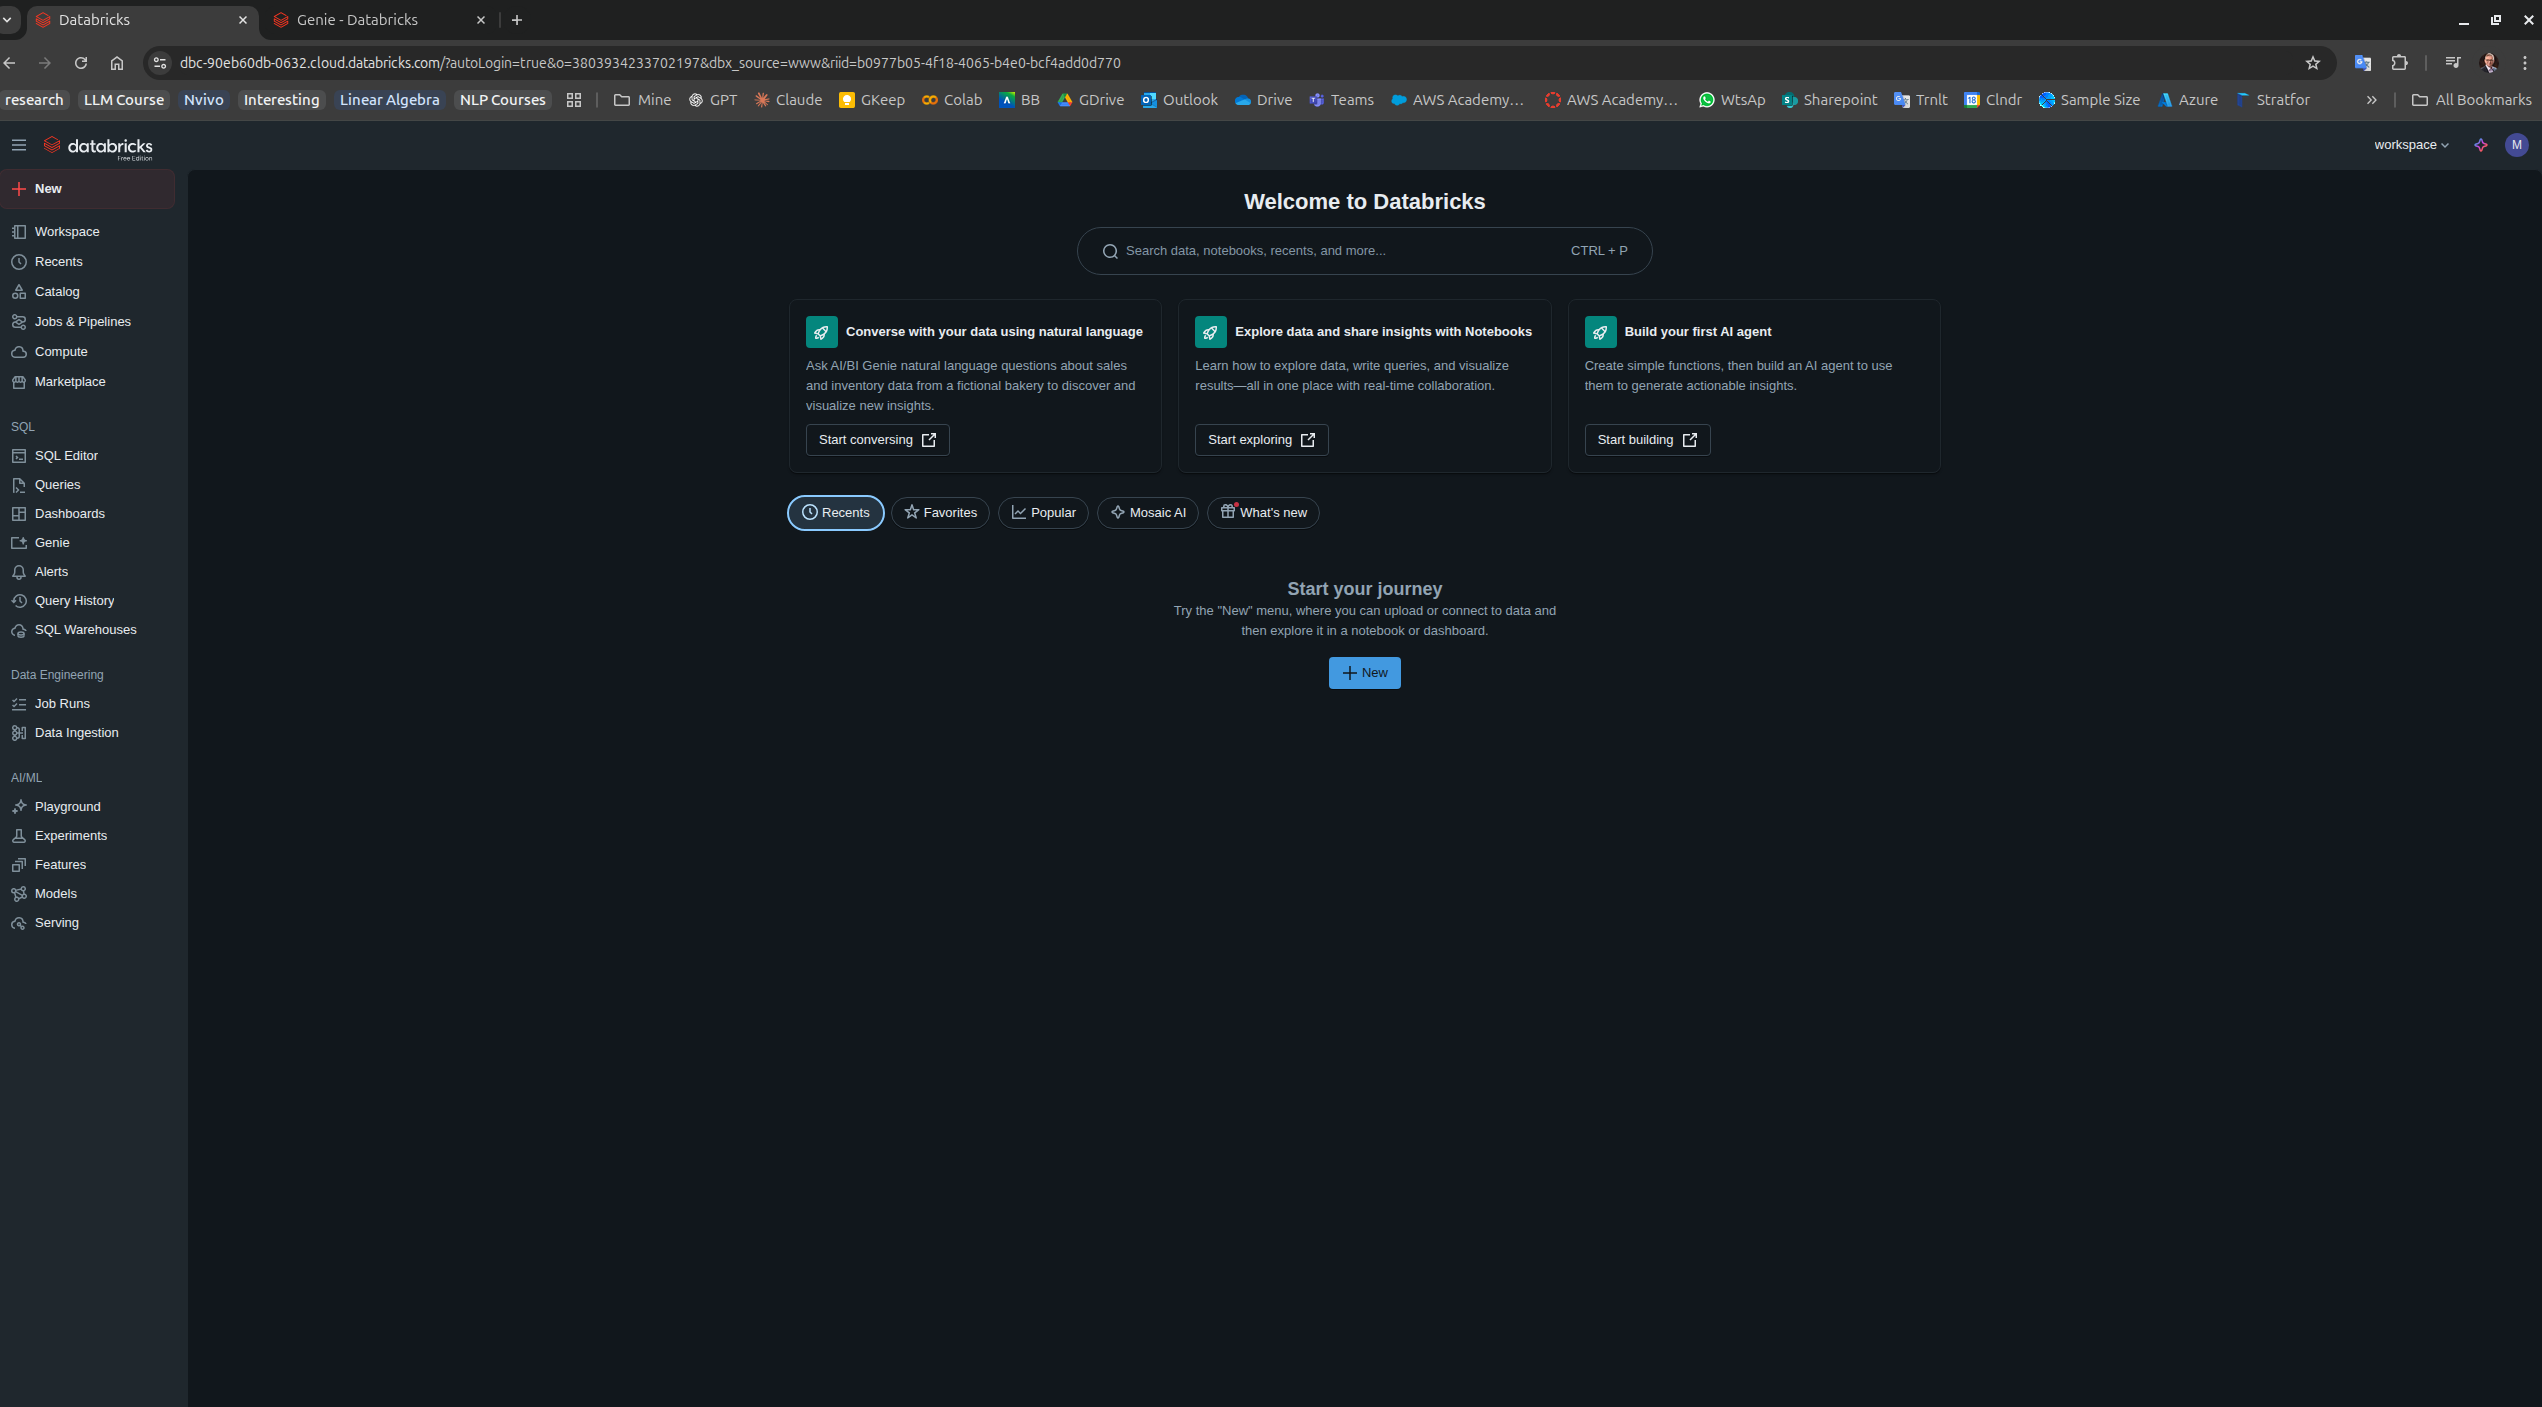 Databricks
Genie - Databricks
dbc-90eb60db-0632.cloud.databricks.com/?autoLogin=true&o=3803934233702197&dbx_source=www&riid=b0977b05-4f18-4065-b4e0-bcf4add0d770
research LLM Course Nvivo Interesting Linear Algebra NLP Courses Mine GPT Claude GKeep Colab BB GDrive Outlook Drive Teams AWS Academy... AWS Academy... WtsAp Sharepoint Trnlt Clndr Sample Size Azure Stratfor » All Bookmarks
databricks
Free Edition
workspace
M
New
Workspace
Recents
Catalog
Jobs & Pipelines
Compute
Marketplace
SQL
SQL Editor
Queries
Dashboards
Genie
Alerts
Query History
SQL Warehouses
Data Engineering
Job Runs
Data Ingestion
AI/ML
Playground
Experiments
Features
Models
Serving
Welcome to Databricks
Search data, notebooks, recents, and more... CTRL + P
Converse with your data using natural language
Ask AI/BI Genie natural language questions about sales
and inventory data from a fictional bakery to discover and
visualize new insights.
Start conversing
Explore data and share insights with Notebooks
Learn how to explore data, write queries, and visualize
results—all in one place with real-time collaboration.
Start exploring
Build your first AI agent
Create simple functions, then build an AI agent to use
them to generate actionable insights.
Start building
Recents Favorites Popular Mosaic AI What's new
Start your journey
Try the "New" menu, where you can upload or connect to data and
then explore it in a notebook or dashboard.
New